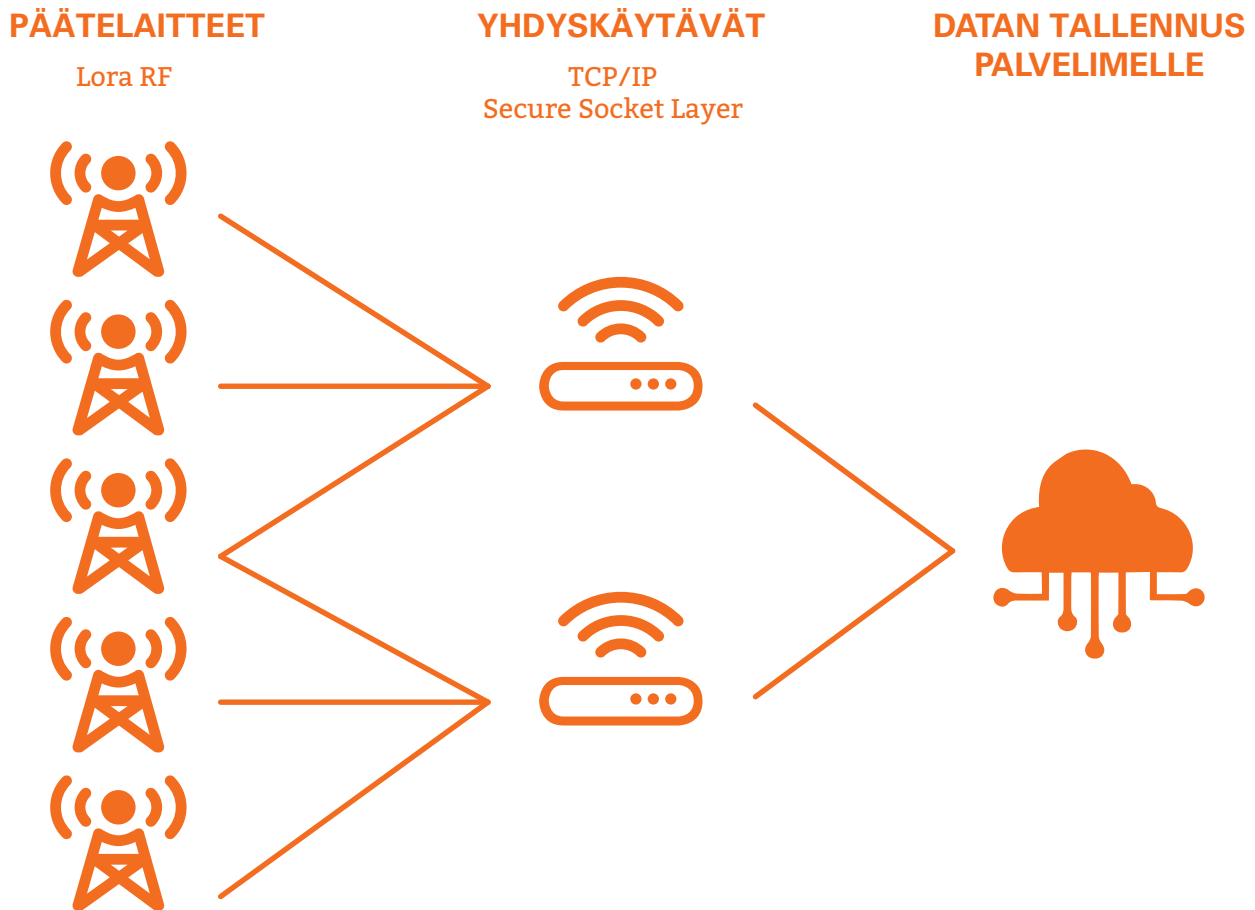 PÄÄTELAITTEET
Lora RF
YHDYSKÄYTÄVÄT
TCP/IP
Secure Socket Layer
DATAN TALLENNUS
PALVELIMELLE